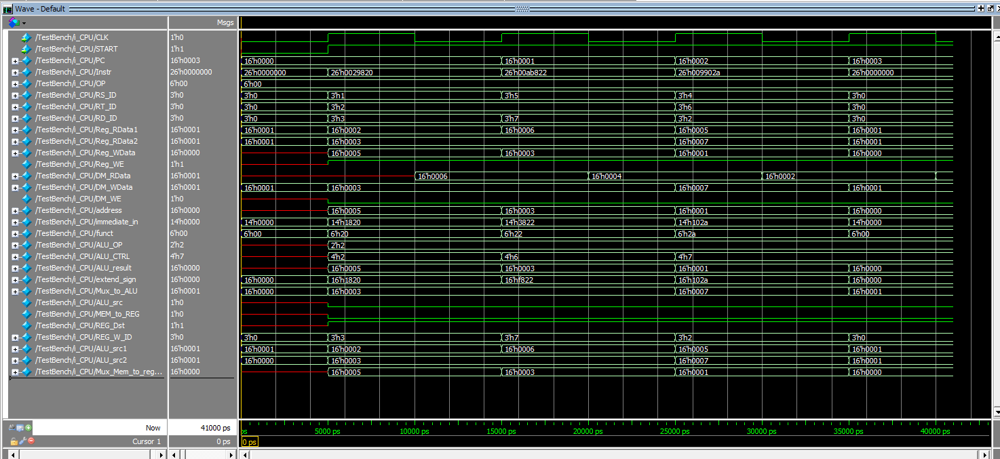 Wave - Default
Msgs
/TestBench/i_CPU/CLK 1'h0
/TestBench/i_CPU/START 1'h1
/TestBench/i_CPU/PC 16'h0003 16'h0000 16'h0001 16'h0002 16'h0003
/TestBench/i_CPU/Instr 26'h0000000 26'h0000000 26'h0029820 26'h00ab822 26'h009902a 26'h0000000
/TestBench/i_CPU/OP 6'h00 6'h00
/TestBench/i_CPU/RS_ID 3'h0 3'h0 3'h1 3'h5 3'h4 3'h0
/TestBench/i_CPU/RT_ID 3'h0 3'h0 3'h2 3'h6 3'h0
/TestBench/i_CPU/RD_ID 3'h0 3'h0 3'h3 3'h7 3'h2 3'h0
/TestBench/i_CPU/Reg_RData1 16'h0001 16'h0001 16'h0002 16'h0006 16'h0005 16'h0001
/TestBench/i_CPU/Reg_RData2 16'h0001 16'h0001 16'h0003 16'h0007 16'h0001
/TestBench/i_CPU/Reg_WData 16'h0000 16'h0005 16'h0003 16'h0001 16'h0000
/TestBench/i_CPU/Reg_WE 1'h1
/TestBench/i_CPU/DM_RData 16'h0001 16'h0006 16'h0004 16'h0002
/TestBench/i_CPU/DM_WData 16'h0001 16'h0001 16'h0003 16'h0007 16'h0001
/TestBench/i_CPU/DM_WE 1'h0
/TestBench/i_CPU/address 16'h0000 16'h0005 16'h0003 16'h0001 16'h0000
/TestBench/i_CPU/immediate_in 14'h0000 14'h0000 14'h1820 14'h3822 14'h102a 14'h0000
/TestBench/i_CPU/funct 6'h00 6'h00 6'h20 6'h22 6'h2a 6'h00
/TestBench/i_CPU/ALU_OP 2'h2 2'h2
/TestBench/i_CPU/ALU_CTRL 4'h7 4'h2 4'h6 4'h7
/TestBench/i_CPU/ALU_result 16'h0000 16'h0005 16'h0003 16'h0001 16'h0000
/TestBench/i_CPU/extend_sign 16'h0000 16'h0000 16'h1820 16'hf822 16'h102a 16'h0000
/TestBench/i_CPU/Mux_to_ALU 16'h0001 16'h0000 16'h0003 16'h0007 16'h0001
/TestBench/i_CPU/ALU_src 1'h0
/TestBench/i_CPU/MEM_to_REG 1'h0
/TestBench/i_CPU/REG_Dst 1'h1
/TestBench/i_CPU/REG_W_ID 3'h0 3'h0 3'h3 3'h7 3'h2 3'h0
/TestBench/i_CPU/ALU_src1 16'h0001 16'h0001 16'h0002 16'h0006 16'h0005 16'h0001
/TestBench/i_CPU/ALU_src2 16'h0001 16'h0000 16'h0003 16'h0007 16'h0001
/TestBench/i_CPU/Mux_Mem_to_reg... 16'h0000 16'h0005 16'h0003 16'h0001 16'h0000
Now 41000 ps ps 5000 ps 10000 ps 15000 ps 20000 ps 25000 ps 30000 ps 35000 ps 40000 ps
Cursor 1 0 ps 0 ps